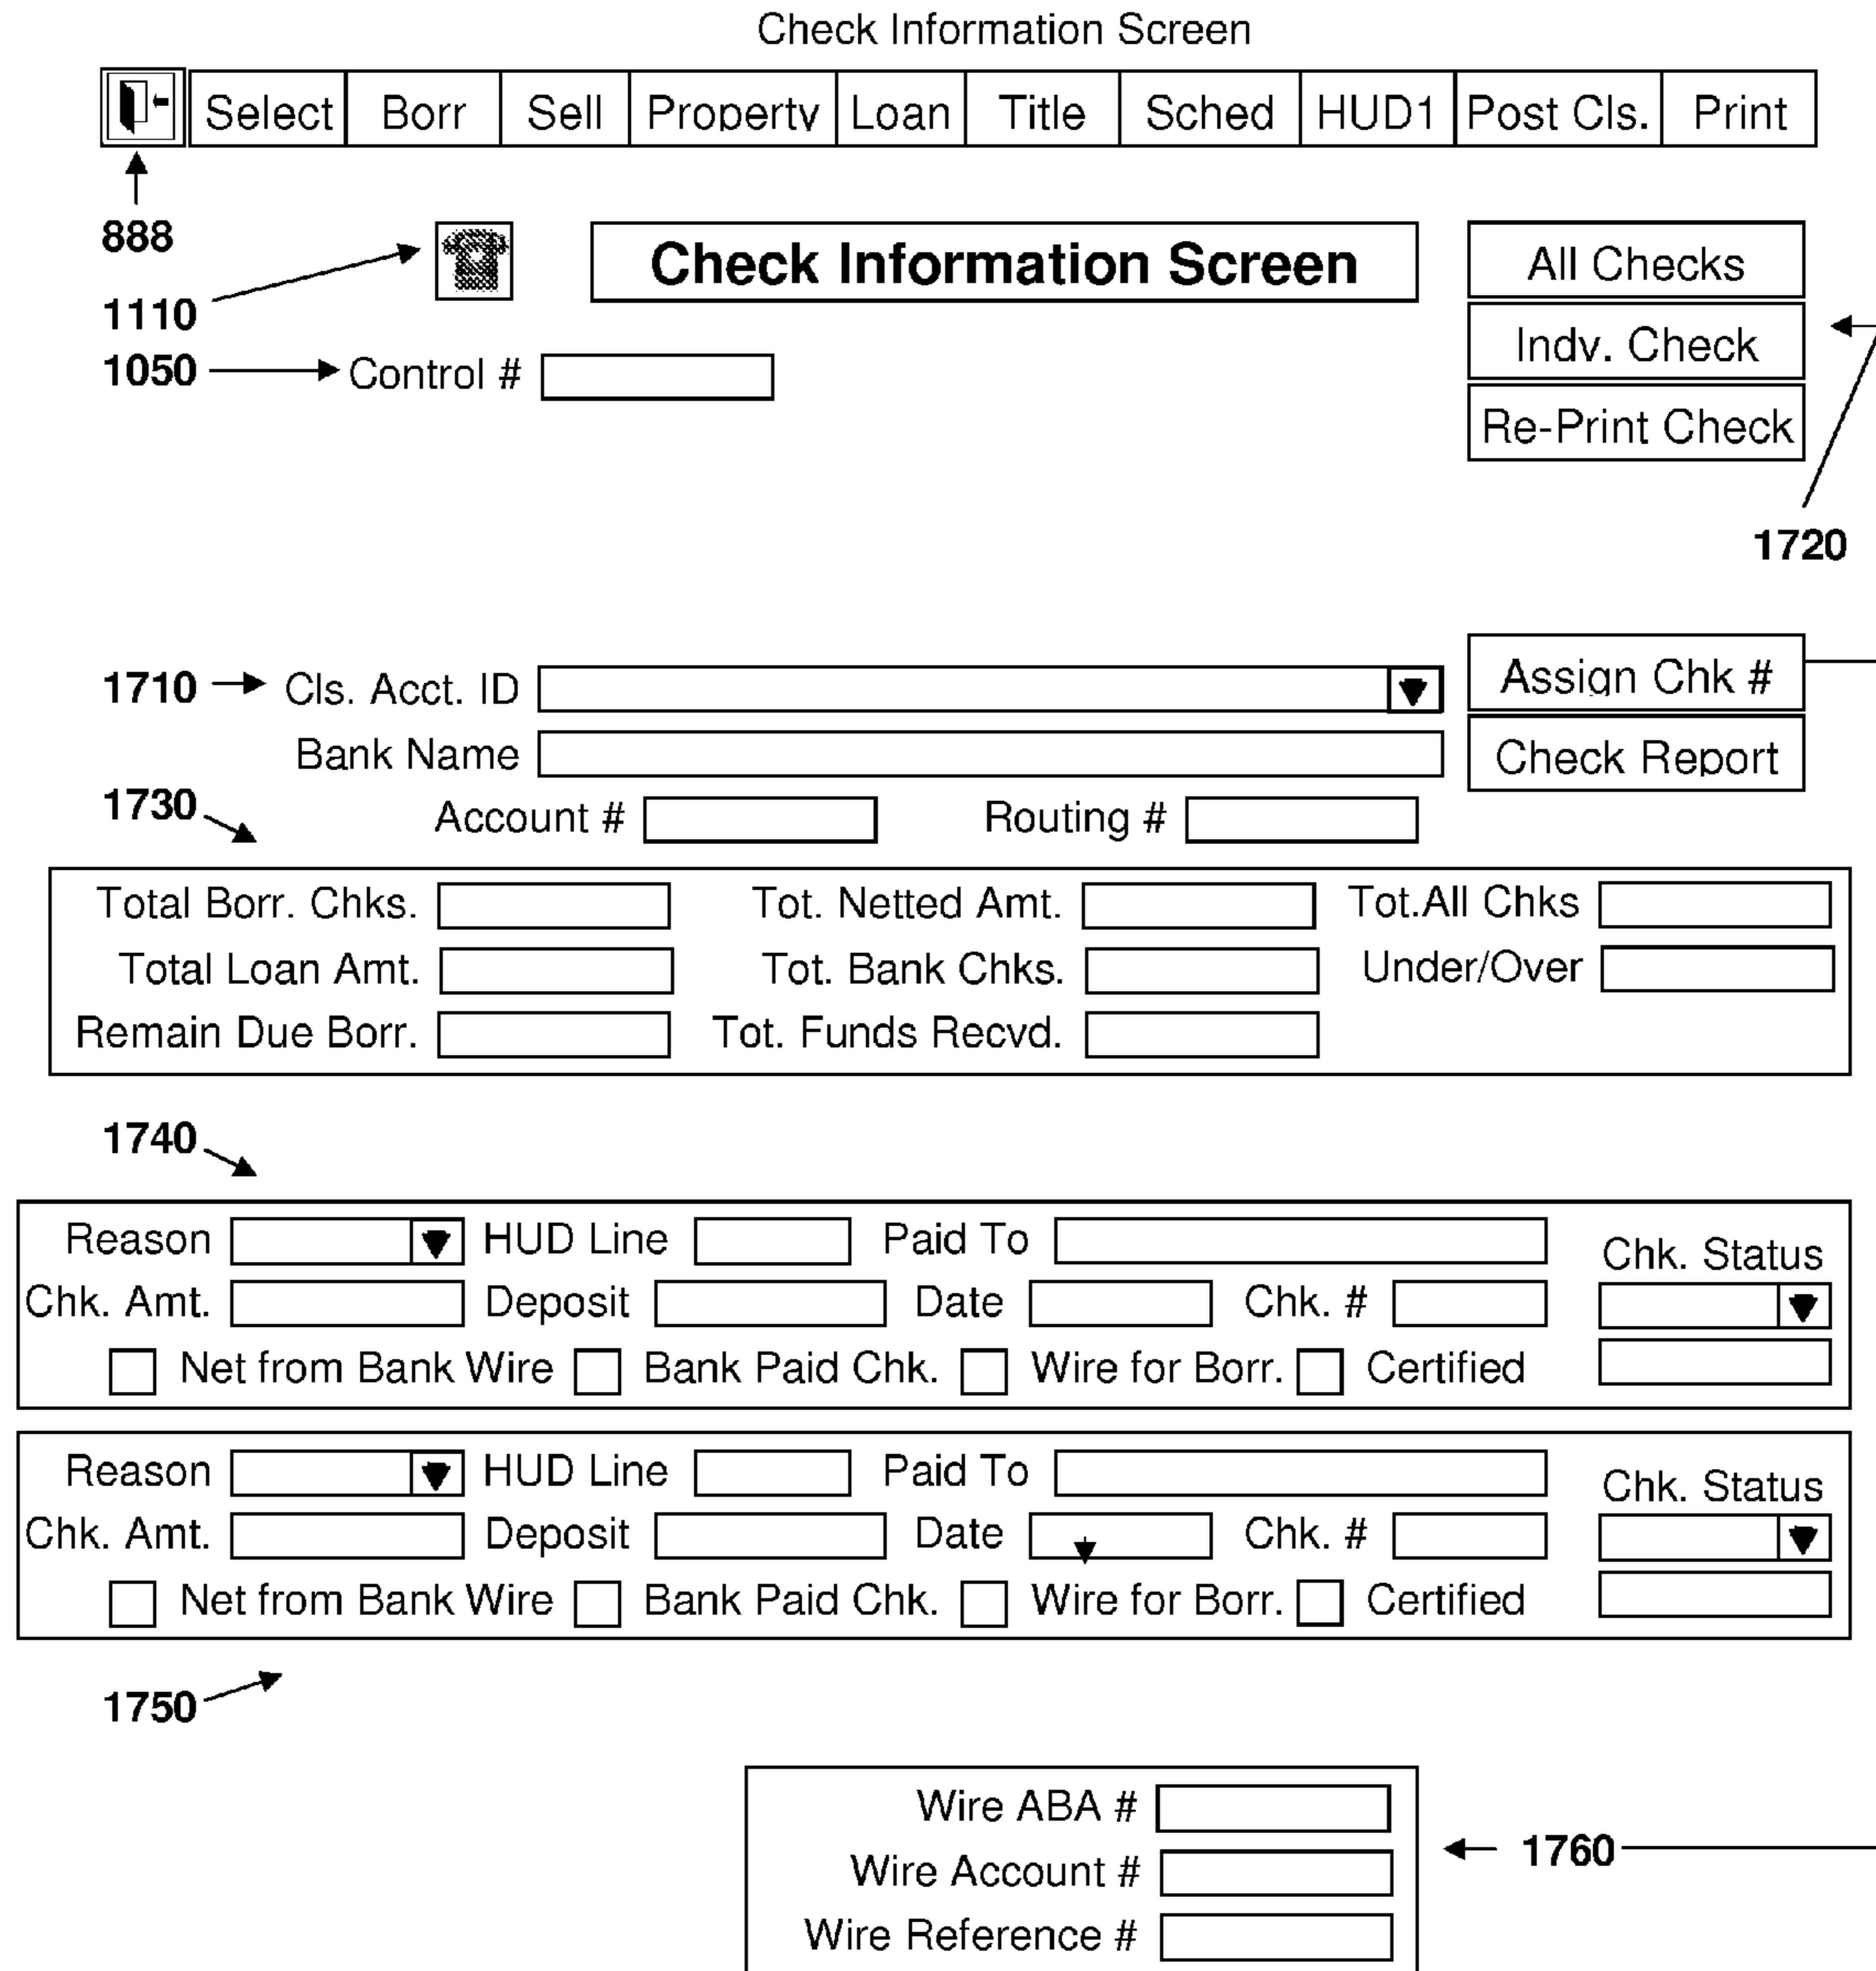 Check Information Screen
Select Borr Sell Property Loan Title Sched HUD1 Post Cls. Print
888
Check Information Screen
All Checks
1110
Indv. Check
1050 Control #
Re-Print Check
1720
1710 Cls. Acct. ID
Assign Chk #
Bank Name
Check Report
1730
Account # Routing #
Total Borr. Chks. Tot. Netted Amt. Tot.All Chks
Total Loan Amt. Tot. Bank Chks. Under/Over
Remain Due Borr. Tot. Funds Recvd.
1740
Reason HUD Line Paid To Chk. Status
Chk. Amt. Deposit Date Chk. #
Net from Bank Wire Bank Paid Chk. Wire for Borr. Certified
Reason HUD Line Paid To Chk. Status
Chk. Amt. Deposit Date Chk. #
Net from Bank Wire Bank Paid Chk. Wire for Borr. Certified
1750
Wire ABA #
1760
Wire Account #
Wire Reference #